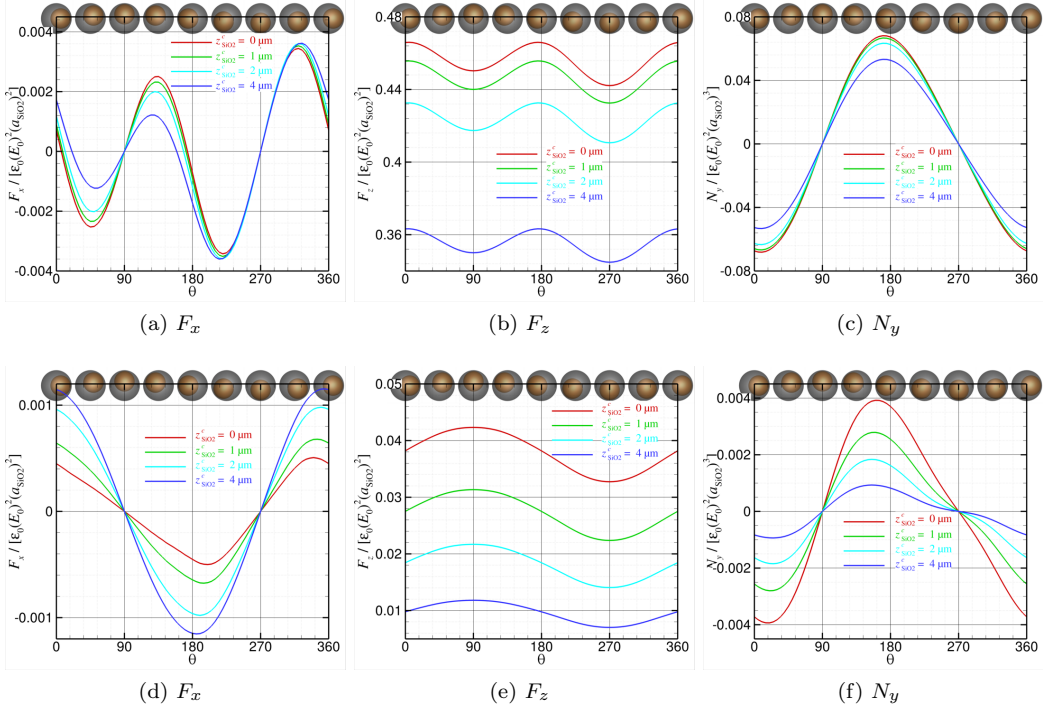 0.004
0.002
0
-0.002
-0.004
F_x / [ε_0(E_0)^2(a_SiO2)^2]
z^c_SiO2 = 0 μm
z^c_SiO2 = 1 μm
z^c_SiO2 = 2 μm
z^c_SiO2 = 4 μm
0 90 180 270 360
θ
(a) F_x
0.48
0.44
0.4
0.36
F_z / [ε_0(E_0)^2(a_SiO2)^2]
z^c_SiO2 = 0 μm
z^c_SiO2 = 1 μm
z^c_SiO2 = 2 μm
z^c_SiO2 = 4 μm
0 90 180 270 360
θ
(b) F_z
0.08
0.04
0
-0.04
-0.08
N_y / [ε_0(E_0)^2(a_SiO2)^3]
z^c_SiO2 = 0 μm
z^c_SiO2 = 1 μm
z^c_SiO2 = 2 μm
z^c_SiO2 = 4 μm
0 90 180 270 360
θ
(c) N_y
0.001
0
-0.001
F_x / [ε_0(E_0)^2(a_SiO2)^2]
z^c_SiO2 = 0 μm
z^c_SiO2 = 1 μm
z^c_SiO2 = 2 μm
z^c_SiO2 = 4 μm
0 90 180 270 360
θ
(d) F_x
0.05
0.04
0.03
0.02
0.01
F_z / [ε_0(E_0)^2(a_SiO2)^2]
z^c_SiO2 = 0 μm
z^c_SiO2 = 1 μm
z^c_SiO2 = 2 μm
z^c_SiO2 = 4 μm
0 90 180 270 360
θ
(e) F_z
0.004
0.002
0
-0.002
-0.004
N_y / [ε_0(E_0)^2(a_SiO2)^3]
z^c_SiO2 = 0 μm
z^c_SiO2 = 1 μm
z^c_SiO2 = 2 μm
z^c_SiO2 = 4 μm
0 90 180 270 360
θ
(f) N_y